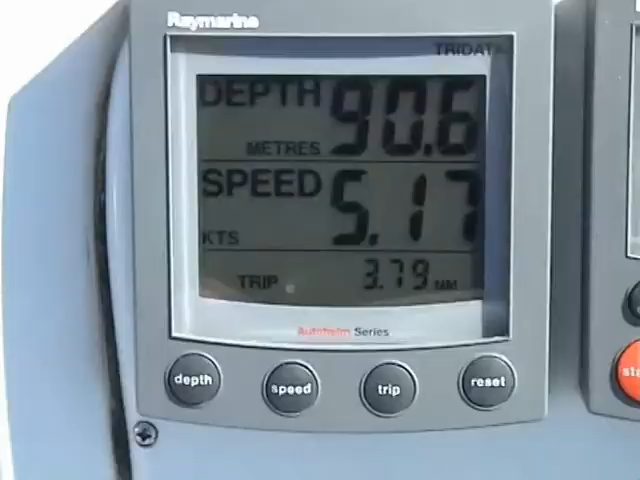 Raymarine
TRIDATA
DEPTH 90.6
METRES
SPEED 5.17
KTS
TRIP 3.79 NM
Autohelm Series
depth speed trip reset